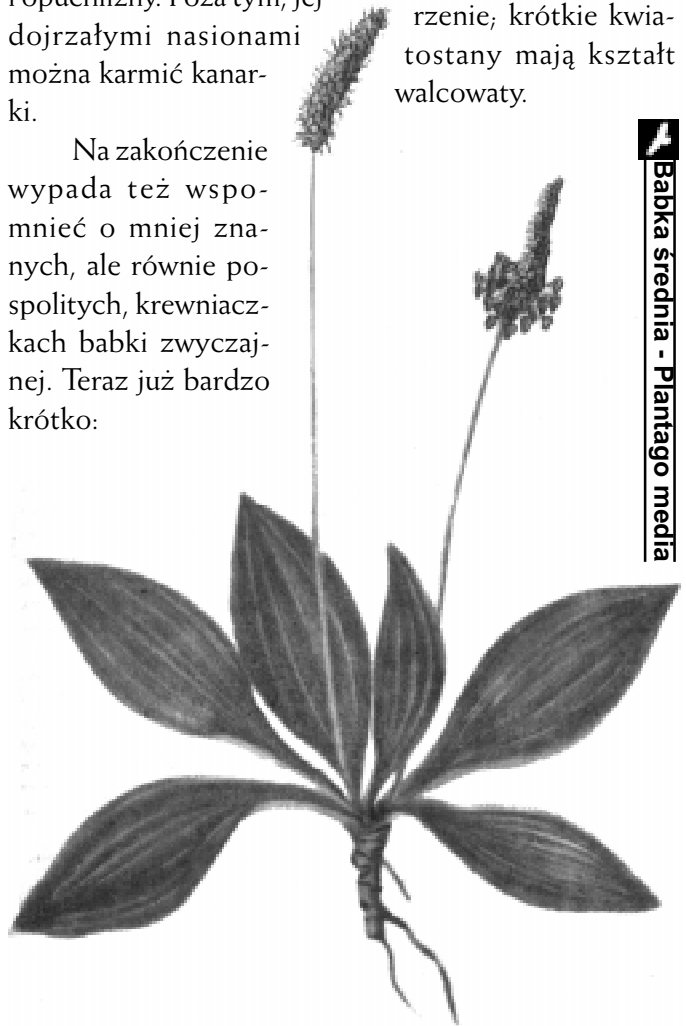 i opuchlizny. Poza tym, jej
dojrzałymi nasionami
można karmić kanar-
ki.
Na zakończenie
wypada też wspo-
mnieć o mniej zna-
nych, ale równie po-
spolitych, krewniacz-
kach babki zwyczaj-
nej. Teraz już bardzo
krótko:
rzenie; krótkie kwia-
tostany mają kształt
walcowaty.
Babka średnia - Plantago media